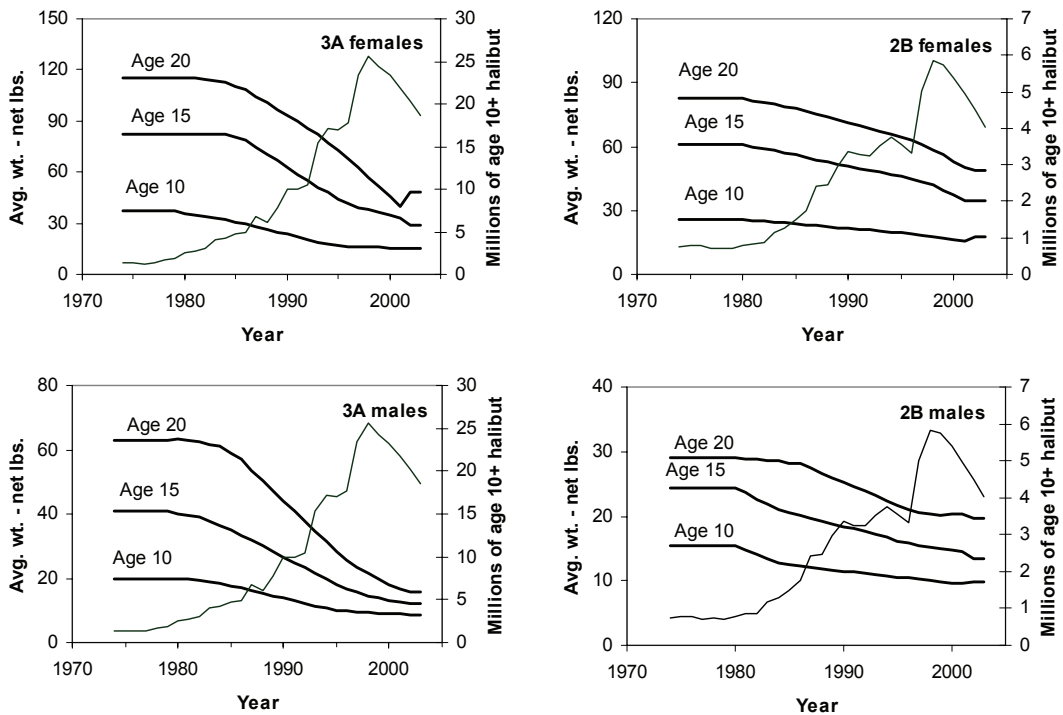 3A females
Avg. wt. - net lbs.
150
120
90
60
30
0
Age 20
Age 15
Age 10
30
25
20
15
10
5
0
Millions of age 10+ halibut
1970
1980
1990
2000
Year
2B females
Avg. wt. - net lbs.
120
90
60
30
0
Age 20
Age 15
Age 10
7
6
5
4
3
2
1
0
Millions of age 10+ halibut
1970
1980
1990
2000
Year
3A males
Avg. wt. - net lbs.
80
60
40
20
0
Age 20
Age 15
Age 10
30
25
20
15
10
5
0
Millions of age 10+ halibut
1970
1980
1990
2000
Year
2B males
Avg. wt. - net lbs.
40
30
20
10
0
Age 20
Age 15
Age 10
7
6
5
4
3
2
1
0
Millions of age 10+ halibut
1970
1980
1990
2000
Year